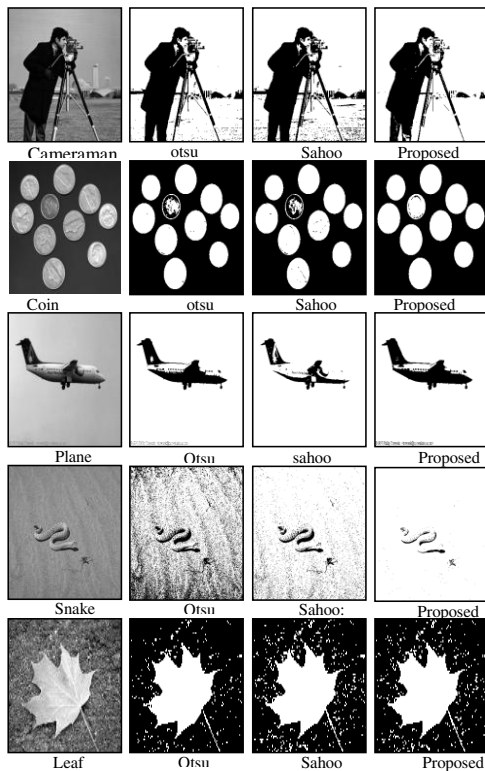 Cameraman otsu Sahoo Proposed
Coin otsu Sahoo Proposed
Plane Otsu sahoo Proposed
Snake Otsu Sahoo: Proposed
Leaf Otsu Sahoo Proposed